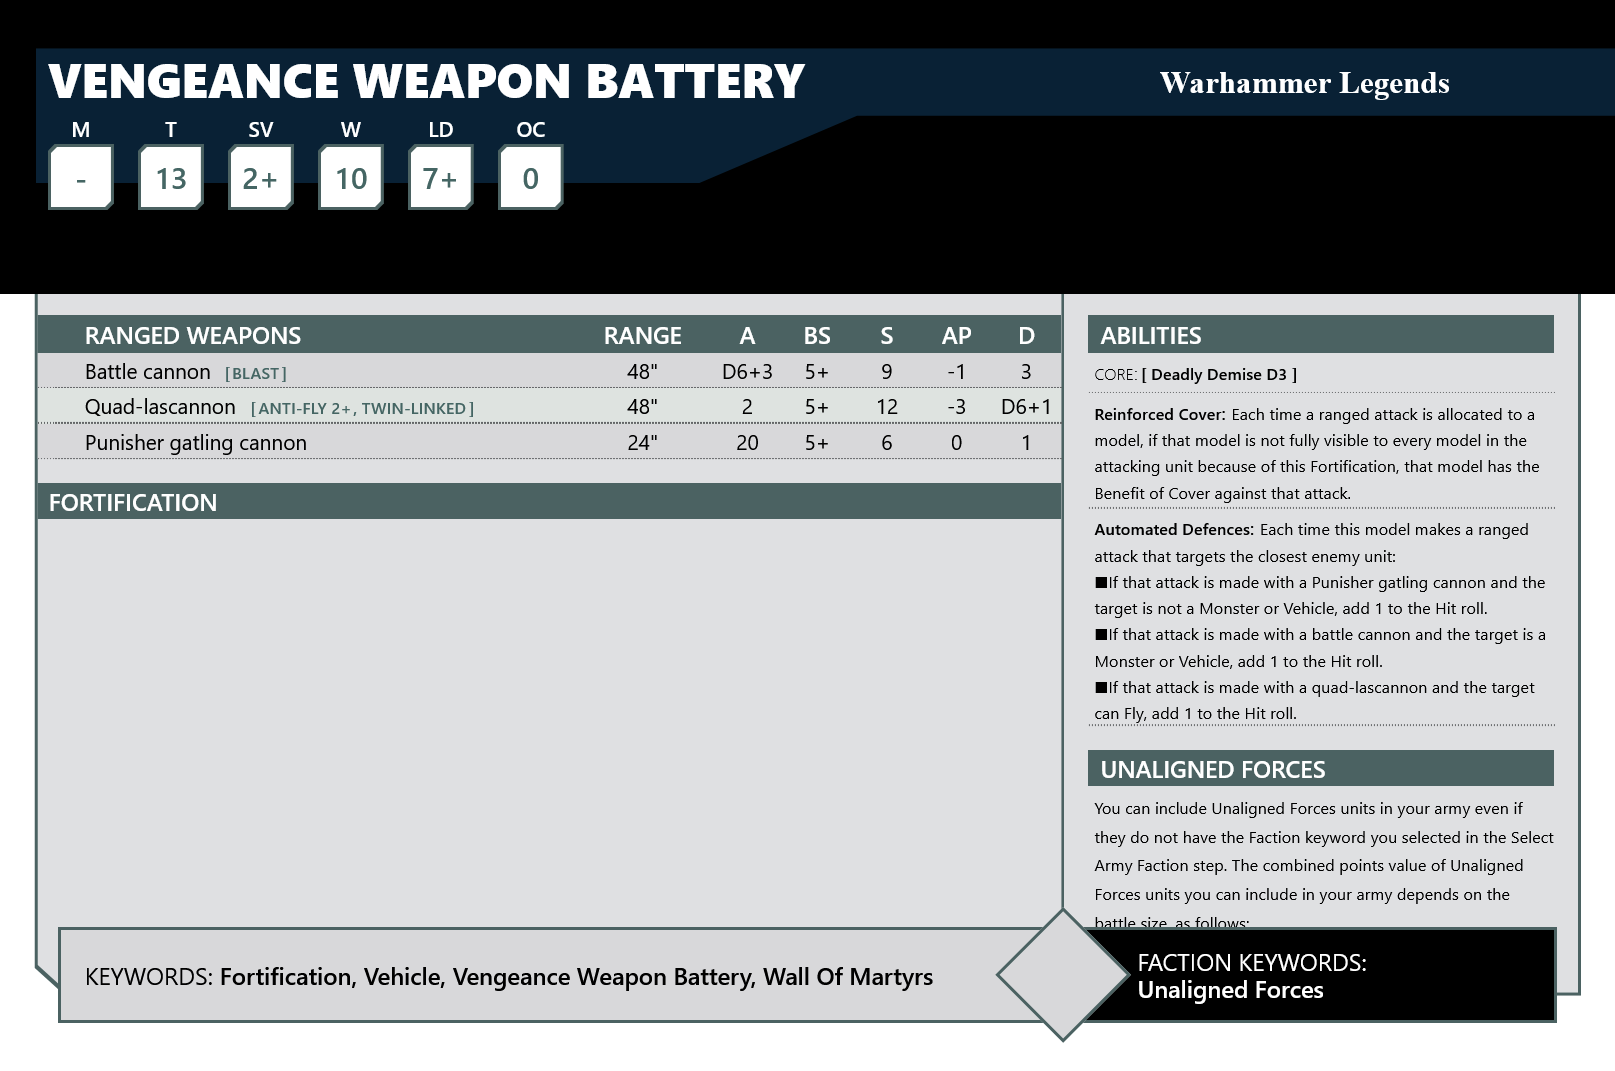 VENGEANCE WEAPON BATTERY
Warhammer Legends
M T SV W LD OC
- 13 2+ 10 7+ 0
RANGED WEAPONS RANGE A BS S AP D
Battle cannon [BLAST] 48" D6+3 5+ 9 -1 3
Quad-lascannon [ANTI-FLY 2+, TWIN-LINKED] 48" 2 5+ 12 -3 D6+1
Punisher gatling cannon 24" 20 5+ 6 0 1
FORTIFICATION
ABILITIES
CORE: [ Deadly Demise D3 ]
Reinforced Cover: Each time a ranged attack is allocated to a
model, if that model is not fully visible to every model in the
attacking unit because of this Fortification, that model has the
Benefit of Cover against that attack.
Automated Defences: Each time this model makes a ranged
attack that targets the closest enemy unit:
■If that attack is made with a Punisher gatling cannon and the
target is not a Monster or Vehicle, add 1 to the Hit roll.
■If that attack is made with a battle cannon and the target is a
Monster or Vehicle, add 1 to the Hit roll.
■If that attack is made with a quad-lascannon and the target
can Fly, add 1 to the Hit roll.
UNALIGNED FORCES
You can include Unaligned Forces units in your army even if
they do not have the Faction keyword you selected in the Select
Army Faction step. The combined points value of Unaligned
Forces units you can include in your army depends on the
battle size, as follows:
KEYWORDS: Fortification, Vehicle, Vengeance Weapon Battery, Wall Of Martyrs
FACTION KEYWORDS:
Unaligned Forces